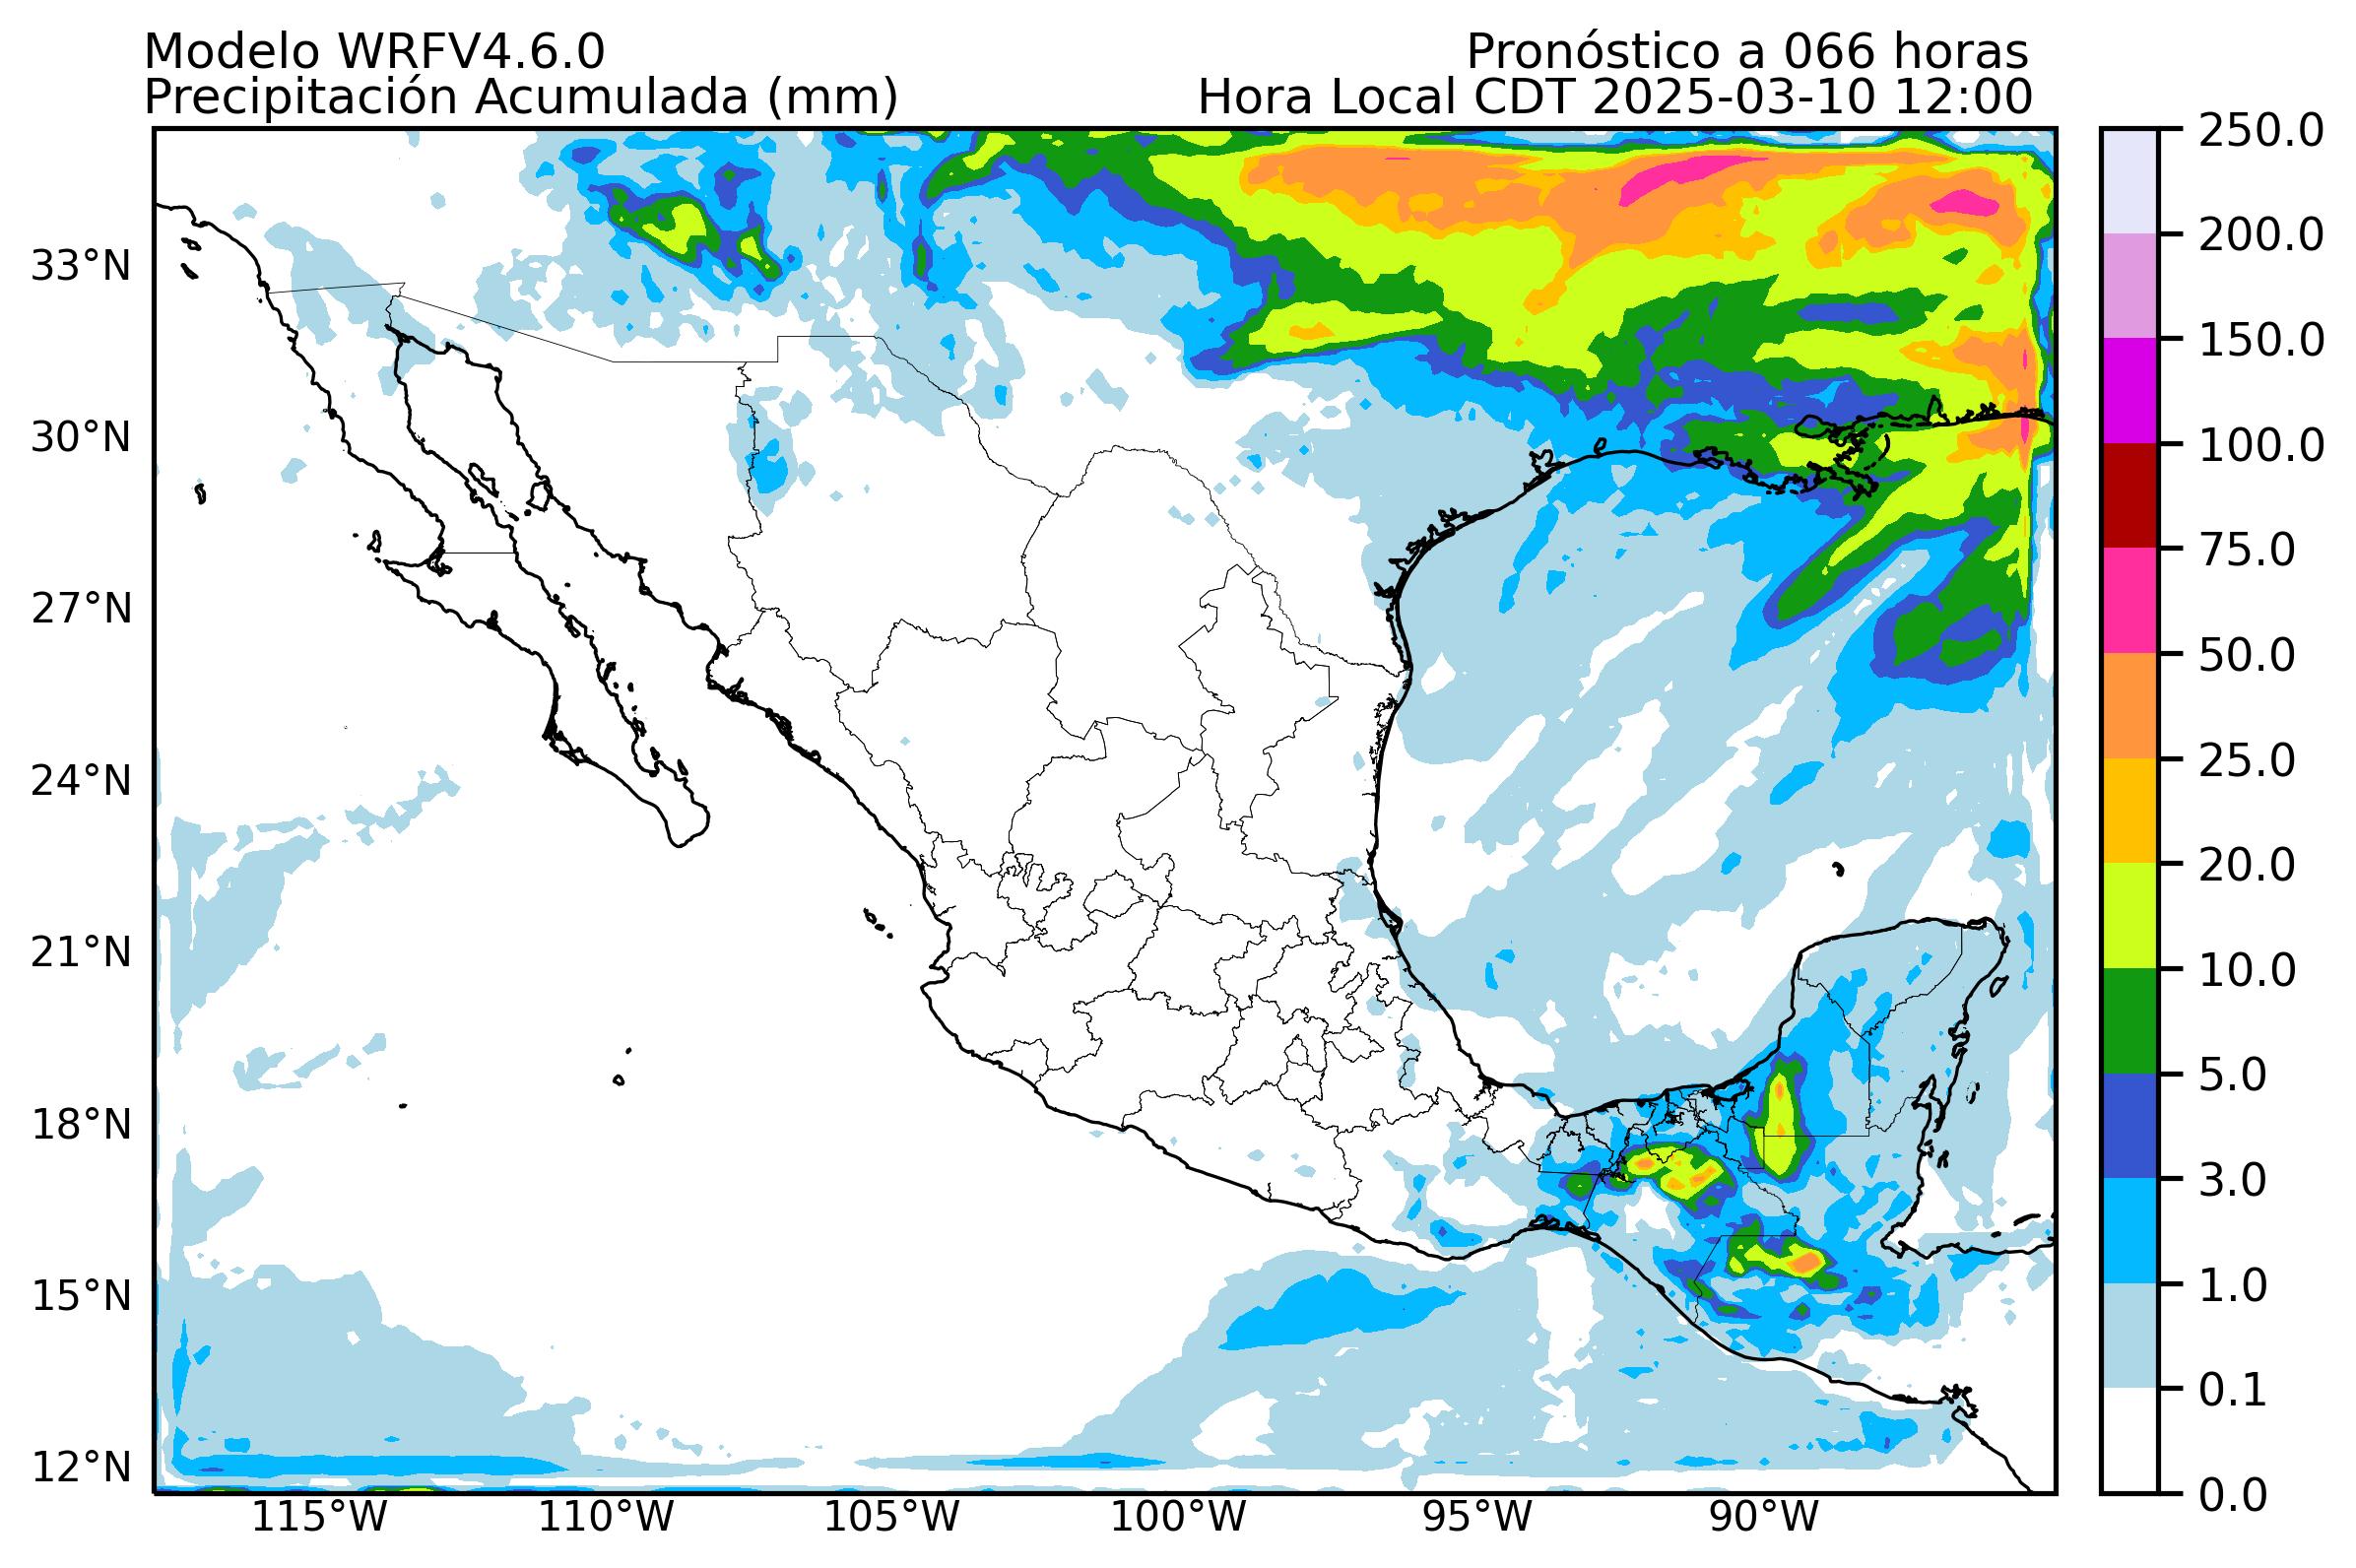 Modelo WRFV4.6.0
Pronóstico a 066 horas
Precipitación Acumulada (mm)
Hora Local CDT 2025-03-10 12:00
33°N
30°N
27°N
24°N
21°N
18°N
15°N
12°N
115°W
110°W
105°W
100°W
95°W
90°W
250.0
200.0
150.0
100.0
75.0
50.0
25.0
20.0
10.0
5.0
3.0
1.0
0.1
0.0